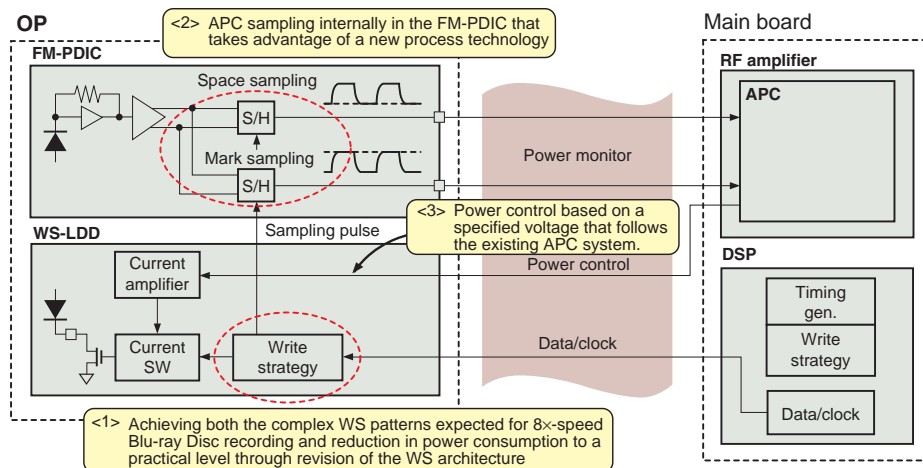 OP
<2> APC sampling internally in the FM-PDIC that
takes advantage of a new process technology
Main board
FM-PDIC
RF amplifier
Space sampling
APC
S/H
Mark sampling
S/H
Power monitor
Sampling pulse
<3> Power control based on a
specified voltage that follows
the existing APC system.
WS-LDD
Power control
DSP
Current
amplifier
Timing
gen.
Write
strategy
Current
SW
Write
strategy
Data/clock
Data/clock
<1> Achieving both the complex WS patterns expected for 8×-speed
Blu-ray Disc recording and reduction in power consumption to a
practical level through revision of the WS architecture